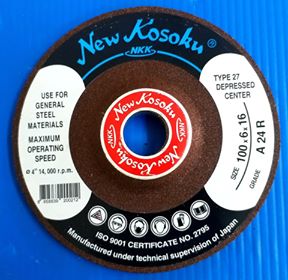 New Kosoku
NKK
USE FOR
GENERAL
STEEL
MATERIALS
MAXIMUM
OPERATING
SPEED
ø 4" 14,000 r.p.m.
TYPE 27
DEPRESSED
CENTER
SIZE 100 x 6 x 16
GRADE A 24 R
New Kosoku
NKK
New Kosoku
ISO 9001 CERTIFICATE NO. 2795
Manufactured under technical supervision of Japan